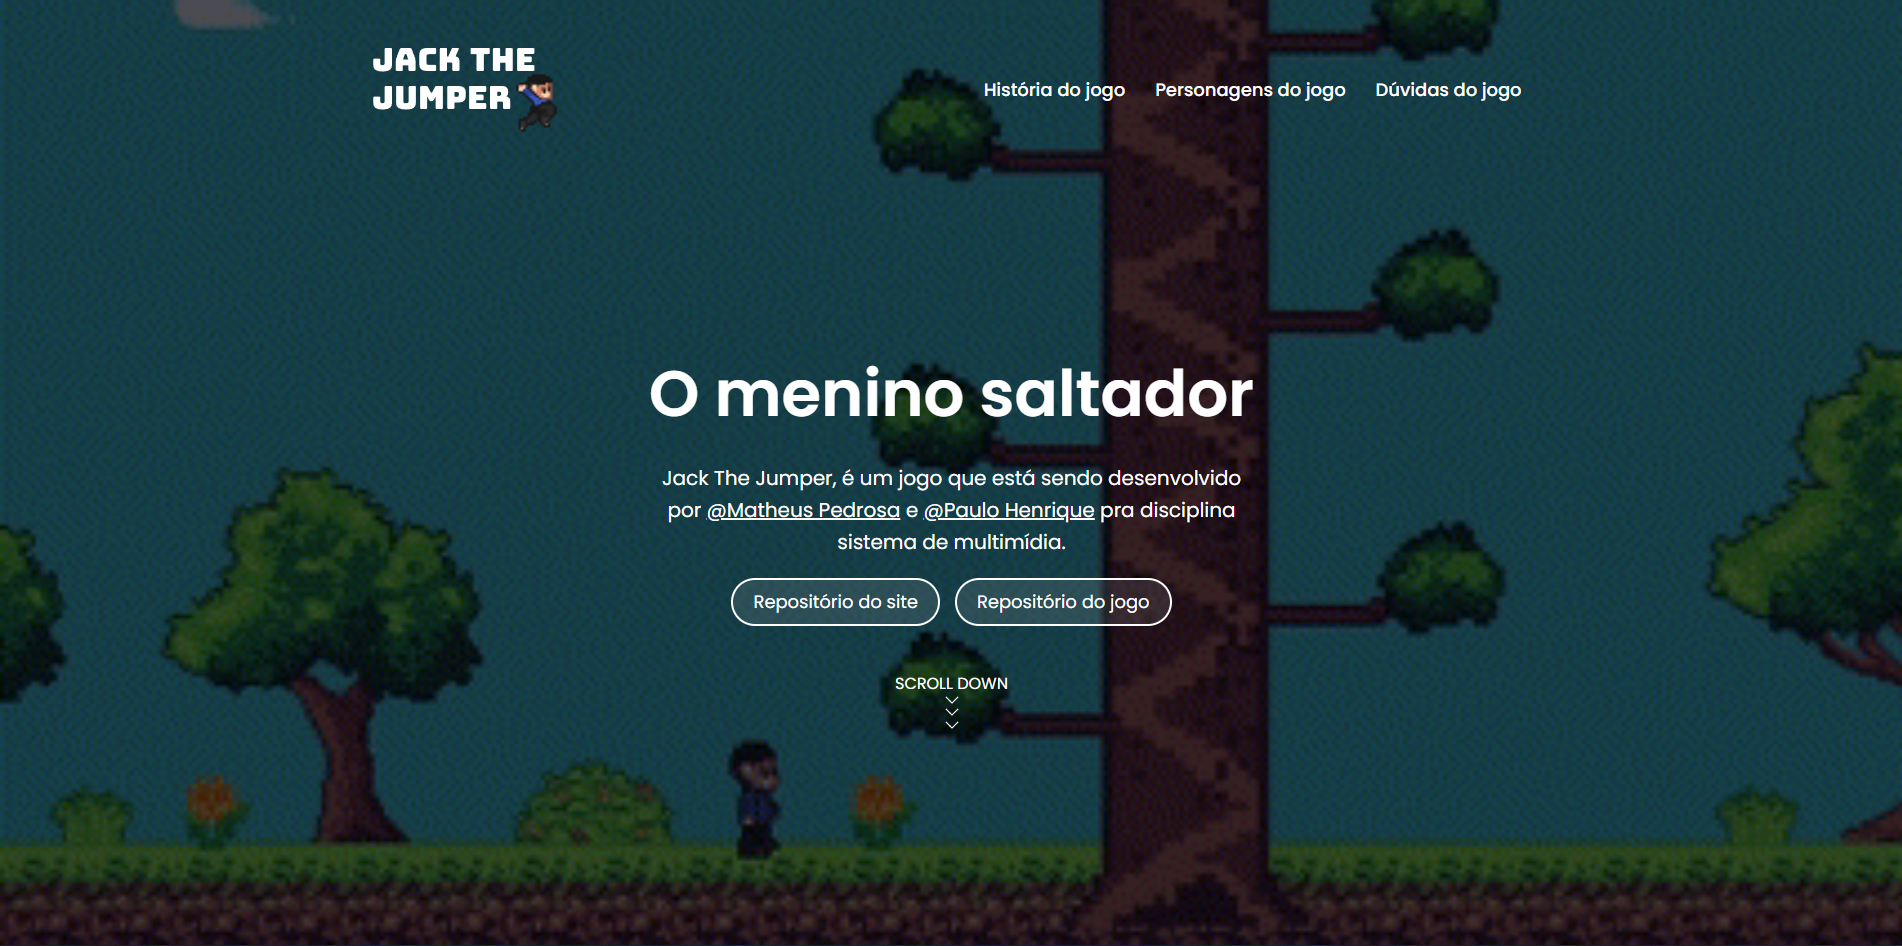 JACK THE
JUMPER
História do jogo Personagens do jogo Dúvidas do jogo
O menino saltador
Jack The Jumper, é um jogo que está sendo desenvolvido
por @Matheus Pedrosa e @Paulo Henrique pra disciplina
sistema de multimídia.
Repositório do site Repositório do jogo
SCROLL DOWN